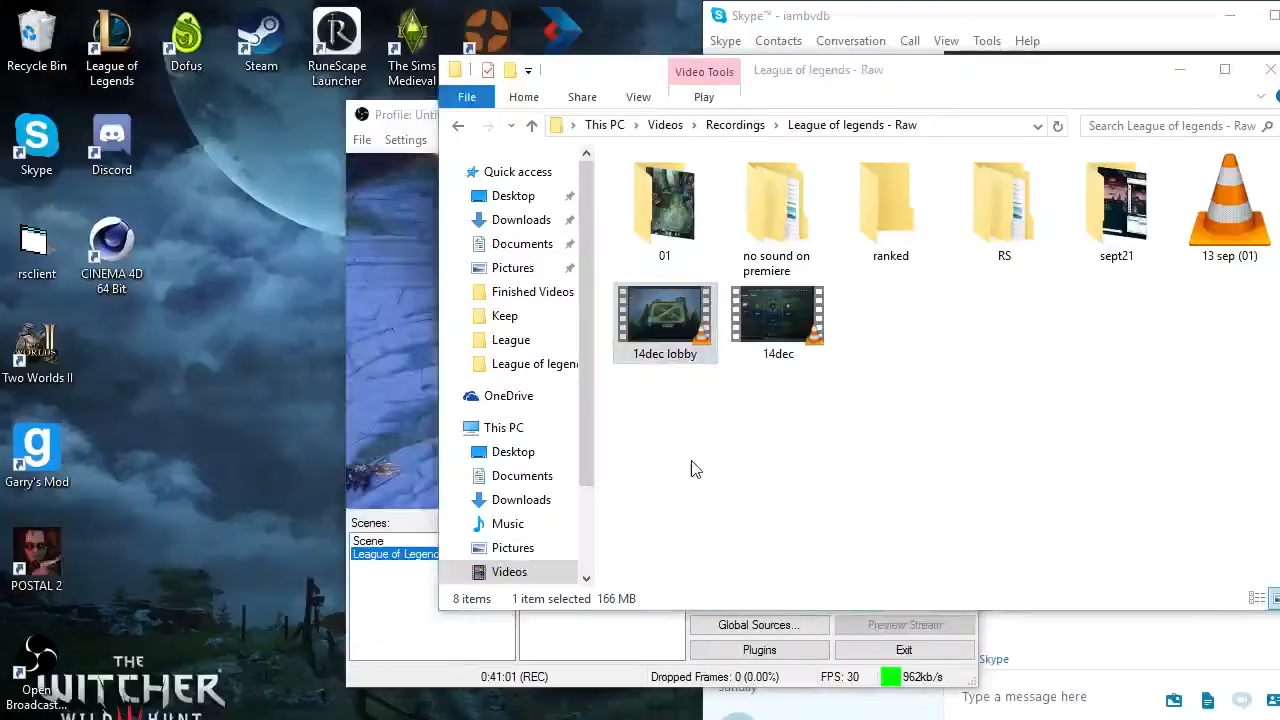 Recycle Bin
League of
Legends
Dofus
Steam
RuneScape
Launcher
The Sims
Medieval
Skype
Discord
rsclient
CINEMA 4D
64 Bit
Two Worlds II
Garry's Mod
POSTAL 2
Open
Broadcast...
THE
WITCHER
WILD HUNT
Skype™ - iambvdb
Skype Contacts Conversation Call View Tools Help
Video Tools League of legends - Raw
File Home Share View Play
This PC Videos Recordings League of legends - Raw
Search League of legends - Raw
Quick access
Desktop
Downloads
Documents
Pictures
Finished Videos
Keep
League
League of legen
OneDrive
This PC
Desktop
Documents
Downloads
Music
Pictures
Videos
01
no sound on
premiere
ranked
RS
sept21
13 sep (01)
14dec lobby
14dec
8 items 1 item selected 166 MB
Profile:
File Settings
Scenes:
Scene
League of Legend
Global Sources... Preview Stream
Plugins Exit
0:41:01 (REC) Dropped Frames: 0 (0.00%) FPS: 30 962kb/s
Skype
Sunday
Type a message here